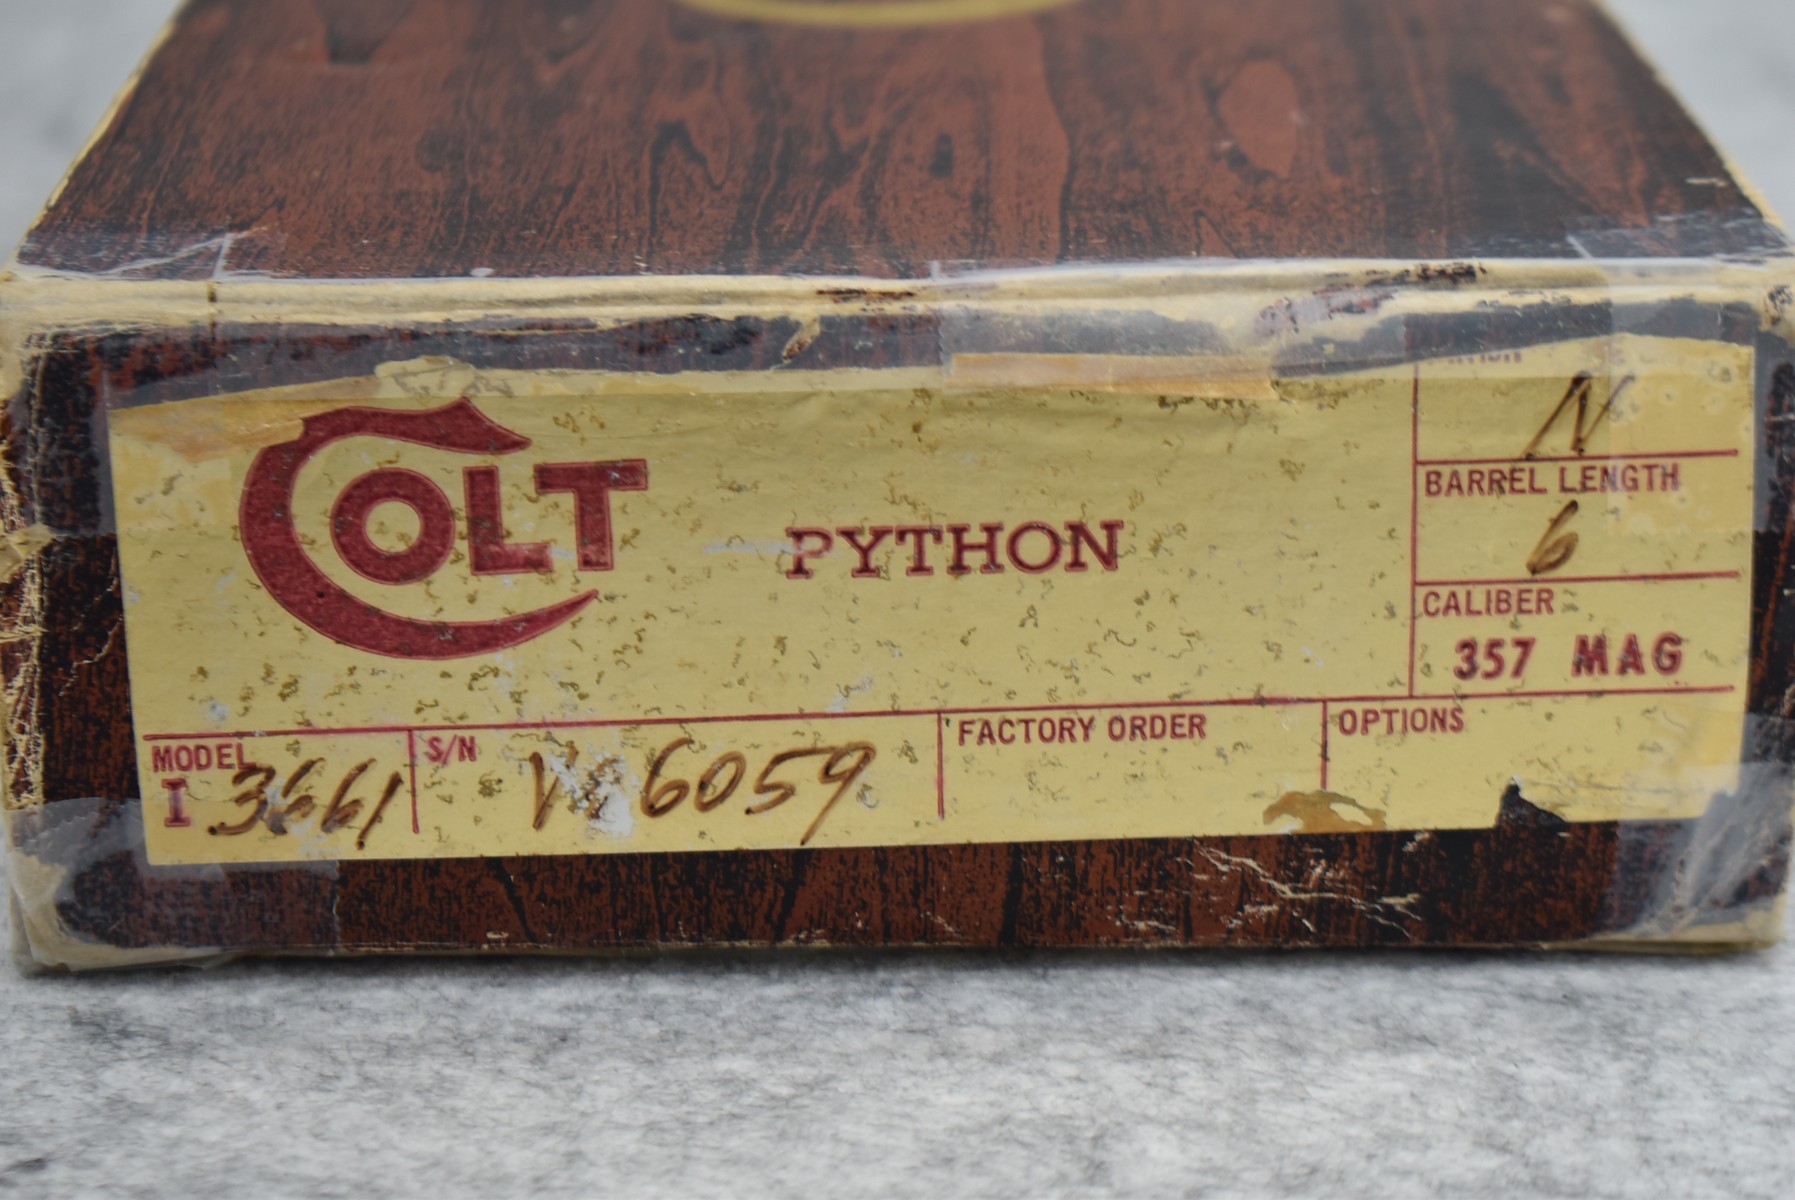 COLT
PYTHON
N
BARREL LENGTH
6
CALIBER
357 MAG
MODEL
I 3661
S/N
6059
FACTORY ORDER
OPTIONS